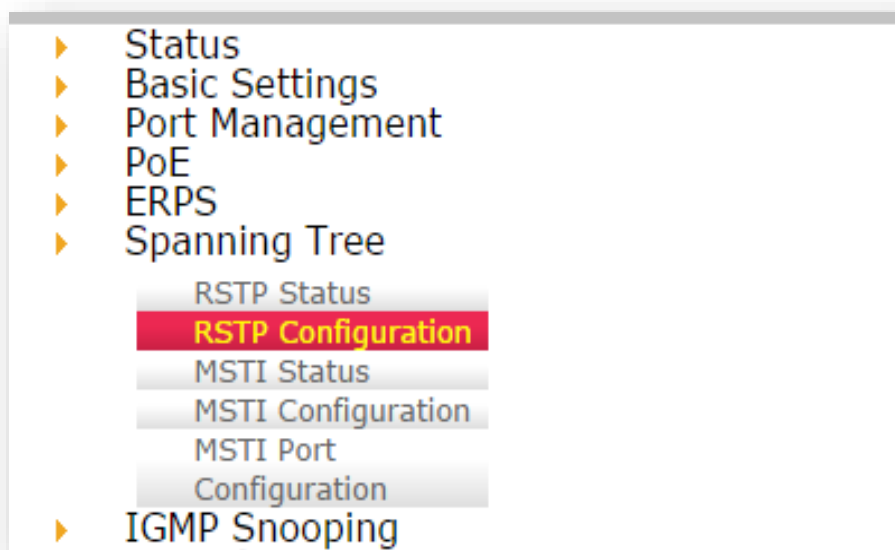 Status
Basic Settings
Port Management
PoE
ERPS
Spanning Tree
RSTP Status
RSTP Configuration
MSTI Status
MSTI Configuration
MSTI Port
Configuration
IGMP Snooping